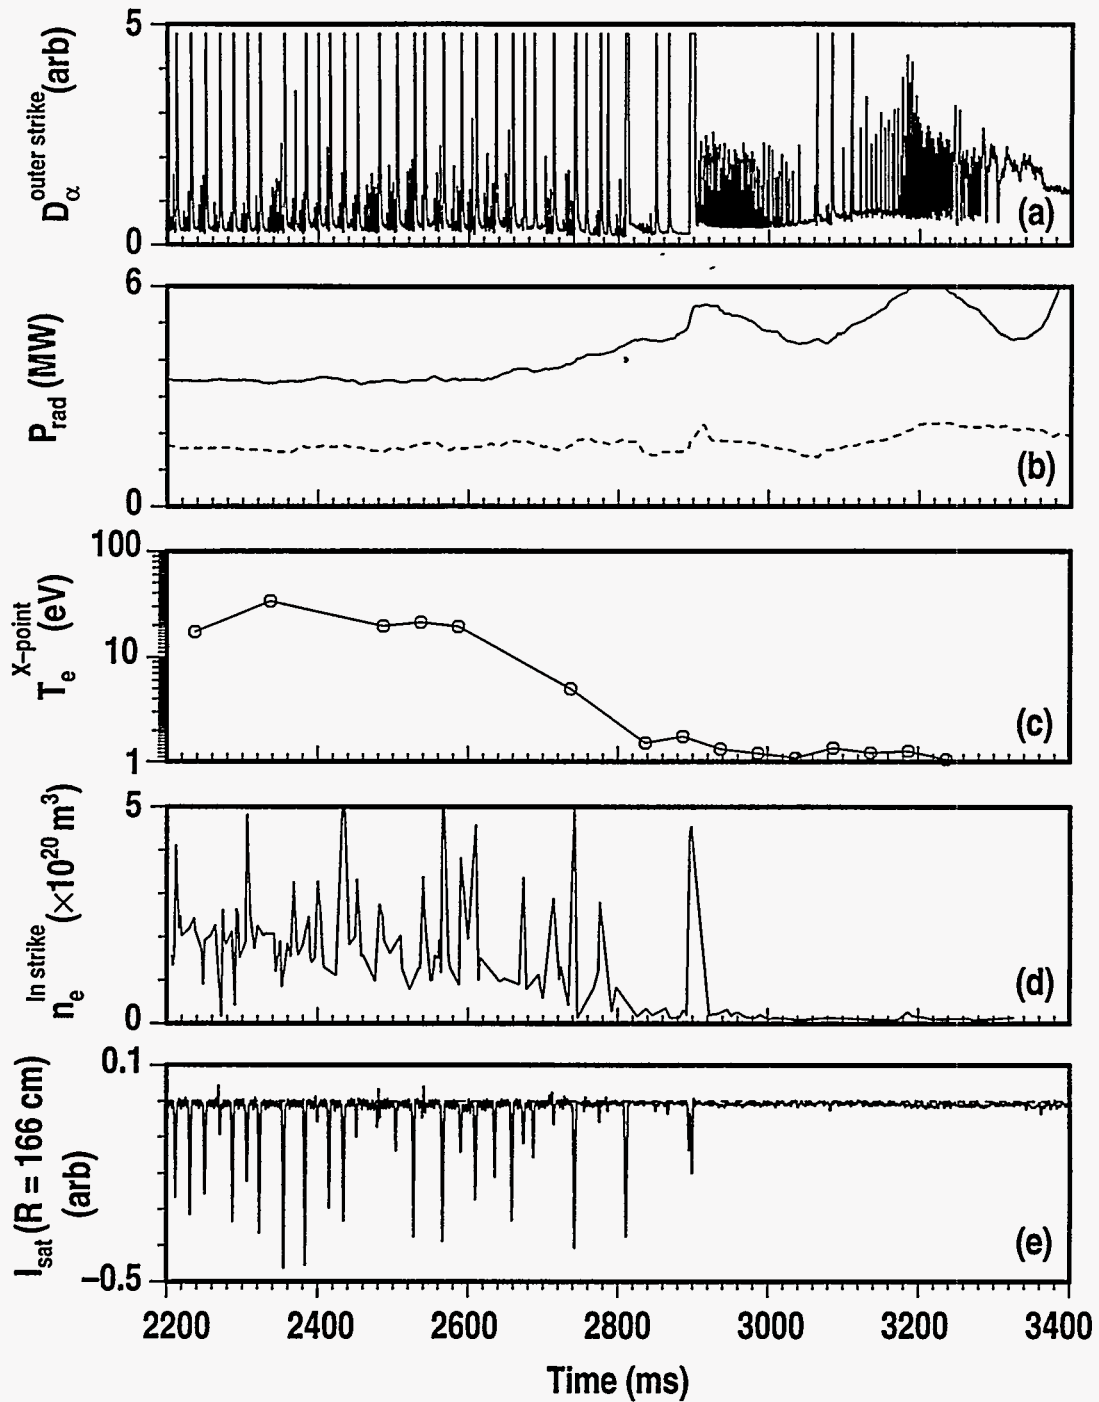 5
D_α^outer strike (arb)
0
(a)
6
P_rad (MW)
0
(b)
100
10
1
T_e^X–point (eV)
(c)
5
n_e^In strike (×10^20 m^3)
0
(d)
0.1
I_sat (R = 166 cm)
(arb)
–0.5
(e)
2200 2400 2600 2800 3000 3200 3400
Time (ms)